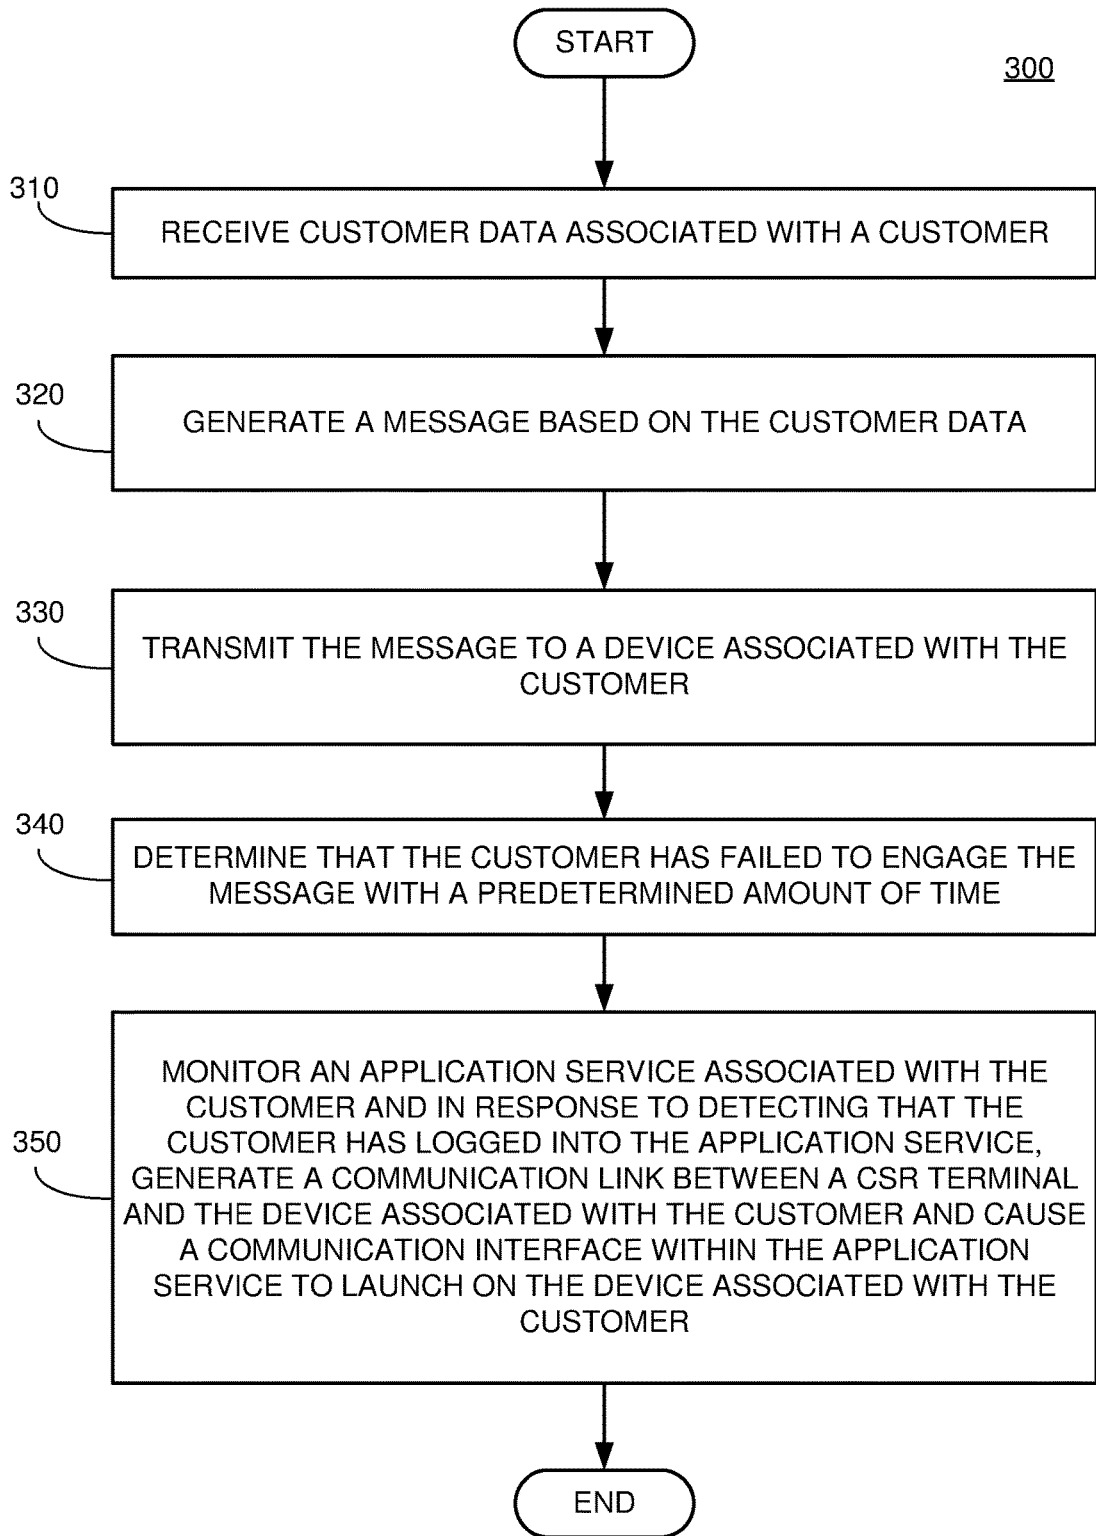 START
300
310
RECEIVE CUSTOMER DATA ASSOCIATED WITH A CUSTOMER
320
GENERATE A MESSAGE BASED ON THE CUSTOMER DATA
330
TRANSMIT THE MESSAGE TO A DEVICE ASSOCIATED WITH THE
CUSTOMER
340
DETERMINE THAT THE CUSTOMER HAS FAILED TO ENGAGE THE
MESSAGE WITH A PREDETERMINED AMOUNT OF TIME
350
MONITOR AN APPLICATION SERVICE ASSOCIATED WITH THE
CUSTOMER AND IN RESPONSE TO DETECTING THAT THE
CUSTOMER HAS LOGGED INTO THE APPLICATION SERVICE,
GENERATE A COMMUNICATION LINK BETWEEN A CSR TERMINAL
AND THE DEVICE ASSOCIATED WITH THE CUSTOMER AND CAUSE
A COMMUNICATION INTERFACE WITHIN THE APPLICATION
SERVICE TO LAUNCH ON THE DEVICE ASSOCIATED WITH THE
CUSTOMER
END